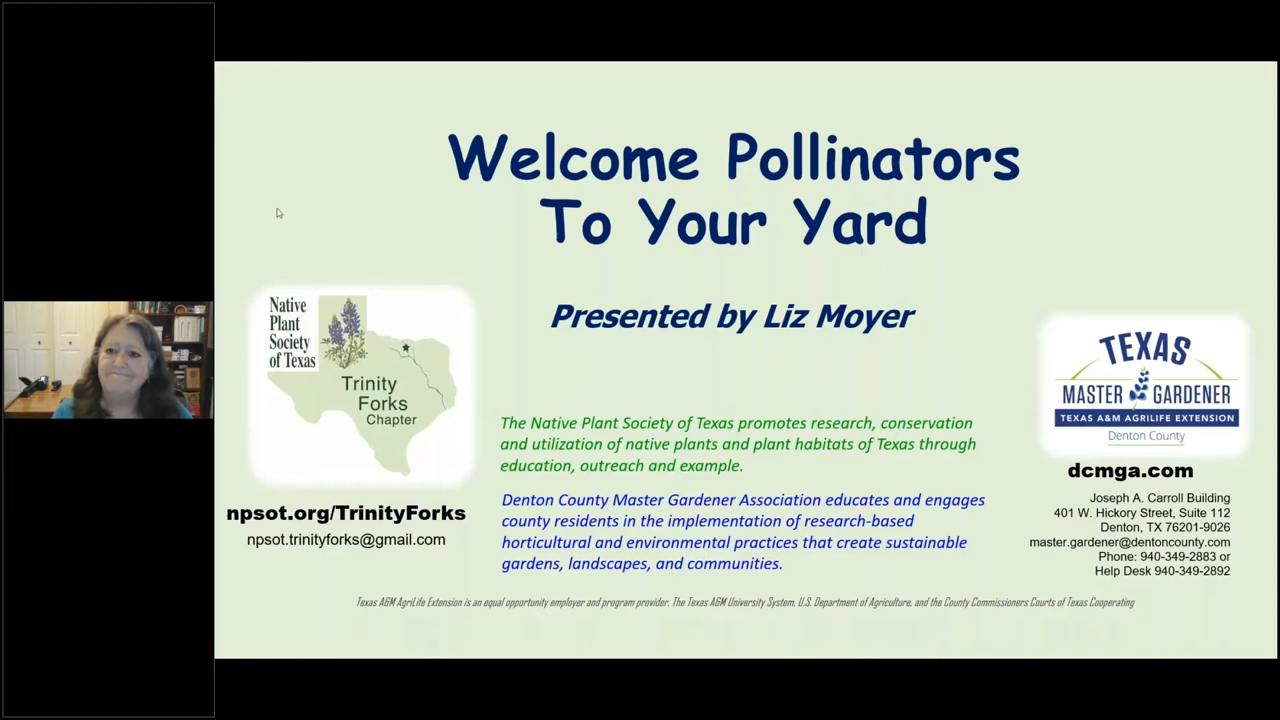 Welcome Pollinators
To Your Yard
Presented by Liz Moyer
Native
Plant
Society
of Texas
Trinity
Forks
Chapter
npsot.org/TrinityForks
npsot.trinityforks@gmail.com
The Native Plant Society of Texas promotes research, conservation
and utilization of native plants and plant habitats of Texas through
education, outreach and example.
Denton County Master Gardener Association educates and engages
county residents in the implementation of research-based
horticultural and environmental practices that create sustainable
gardens, landscapes, and communities.
TEXAS
MASTER GARDENER
TEXAS A&M AGRILIFE EXTENSION
Denton County
dcmga.com
Joseph A. Carroll Building
401 W. Hickory Street, Suite 112
Denton, TX 76201-9026
master.gardener@dentoncounty.com
Phone: 940-349-2883 or
Help Desk 940-349-2892
Texas A&M AgriLife Extension is an equal opportunity employer and program provider. The Texas A&M University System, U.S. Department of Agriculture, and the County Commissioners Courts of Texas Cooperating